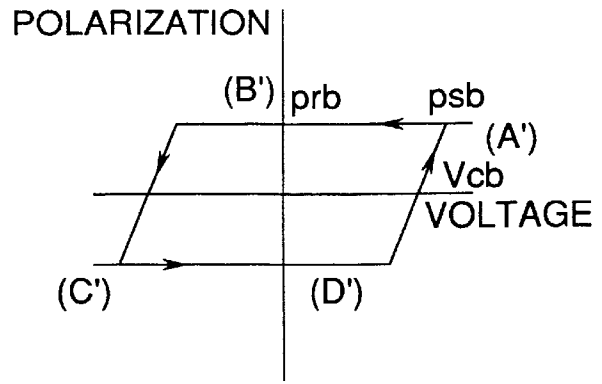 POLARIZATION
(B') prb psb
(A')
Vcb
VOLTAGE
(C') (D')